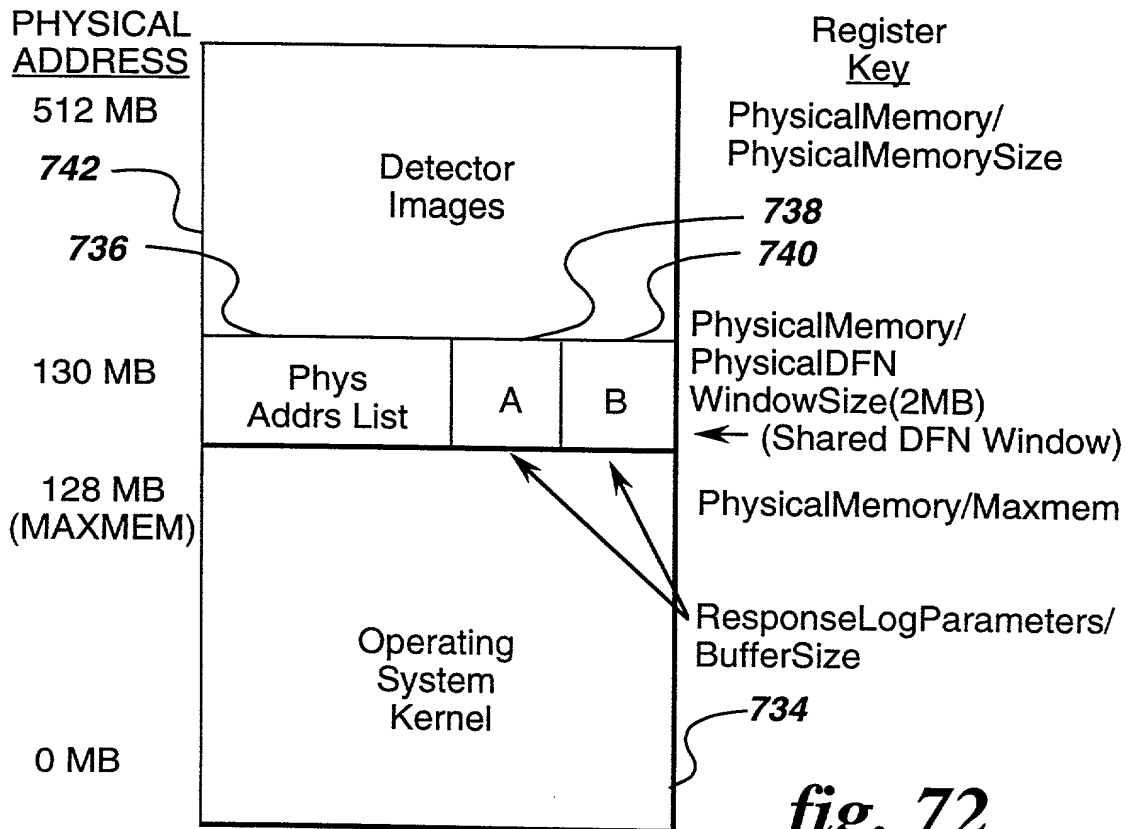 PHYSICAL
ADDRESS
Register
Key
512 MB
PhysicalMemory/
PhysicalMemorySize
742
Detector
Images
738
736
740
PhysicalMemory/
PhysicalDFN
WindowSize(2MB)
(Shared DFN Window)
130 MB
Phys
Addrs List
A
B
128 MB
(MAXMEM)
PhysicalMemory/Maxmem
ResponseLogParameters/
BufferSize
Operating
System
Kernel
734
0 MB
fig. 72